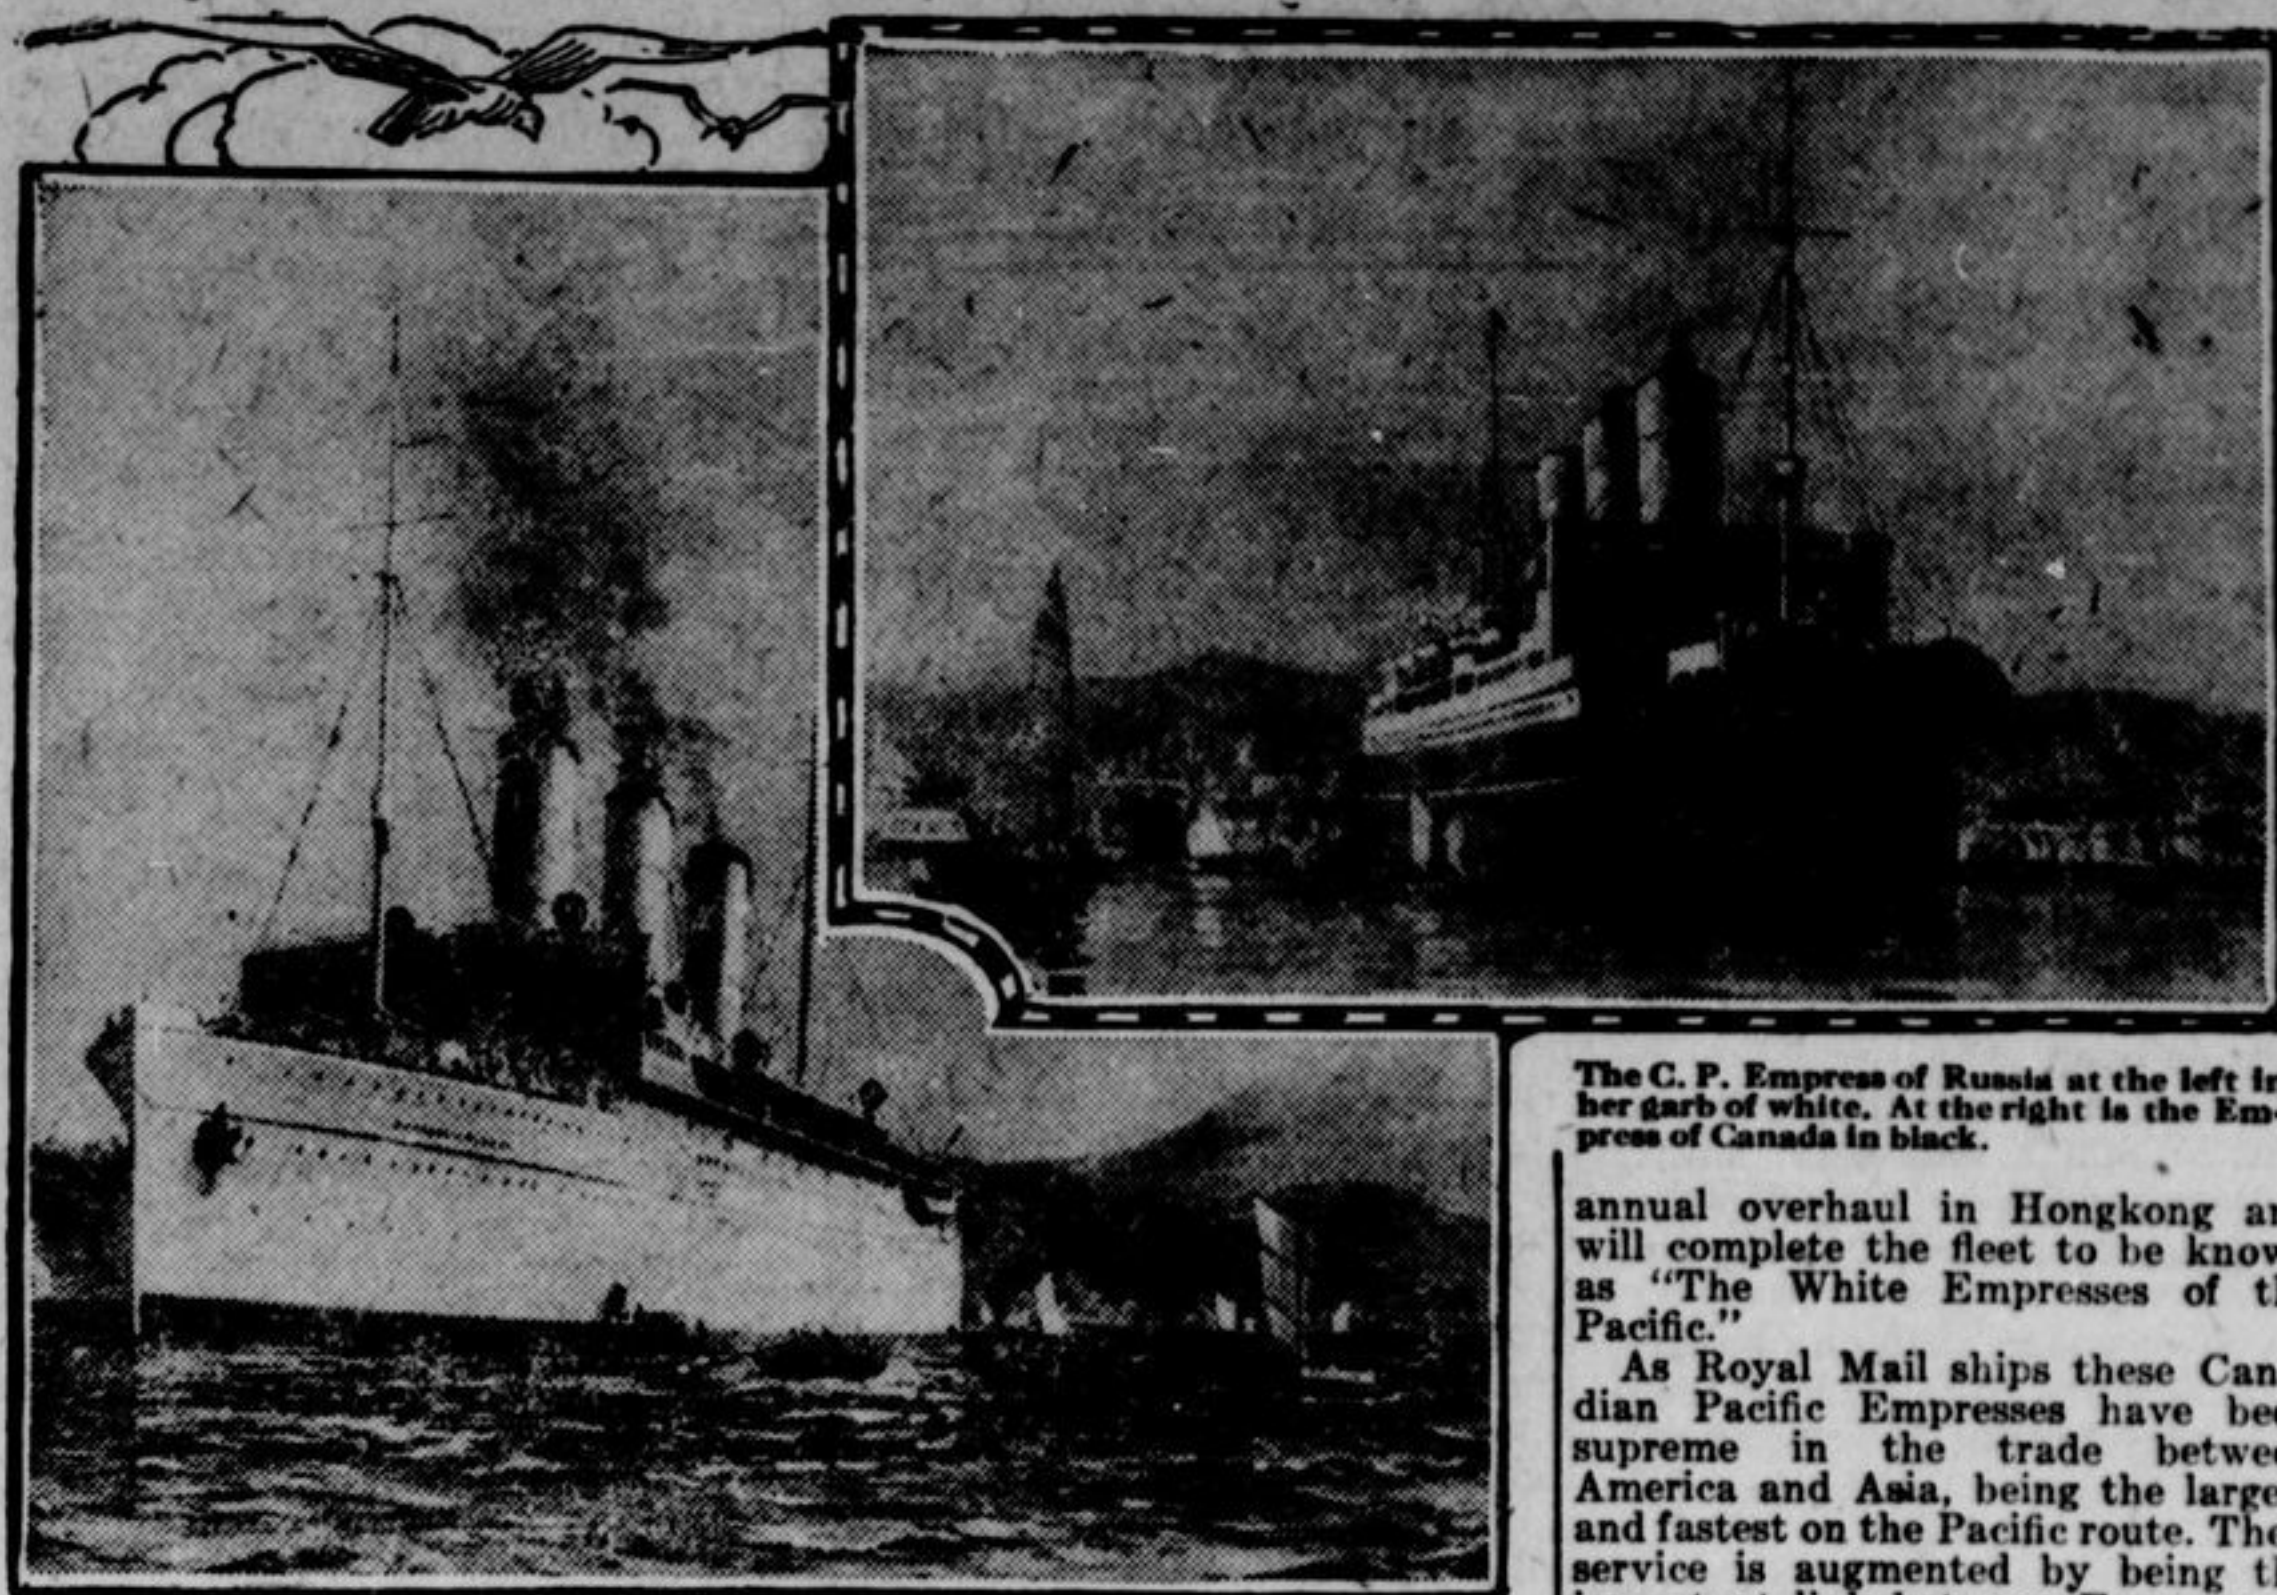 The C. P. Empress of Russia at the left in
her garb of white. At the right is the Em-
press of Canada in black.
annual overhaul in Hongkong an
will complete the fleet to be know
as “The White Empresses of th
Pacific.”
As Royal Mail ships these Cana
dian Pacific Empresses have bee
supreme in the trade betwee
America and Asia, being the large
and fastest on the Pacific route. The
service is augmented by being th